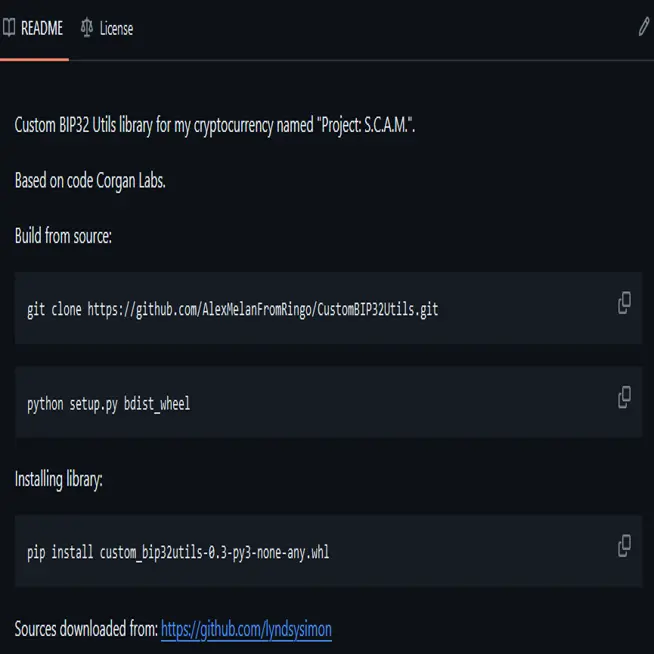 README License
Custom BIP32 Utils library for my cryptocurrency named "Project: S.C.A.M.".
Based on code Corgan Labs.
Build from source:
git clone https://github.com/AlexMelanFromRingo/CustomBIP32Utils.git
python setup.py bdist_wheel
Installing library:
pip install custom_bip32utils-0.3-py3-none-any.whl
Sources downloaded from: https://github.com/lyndsysimon